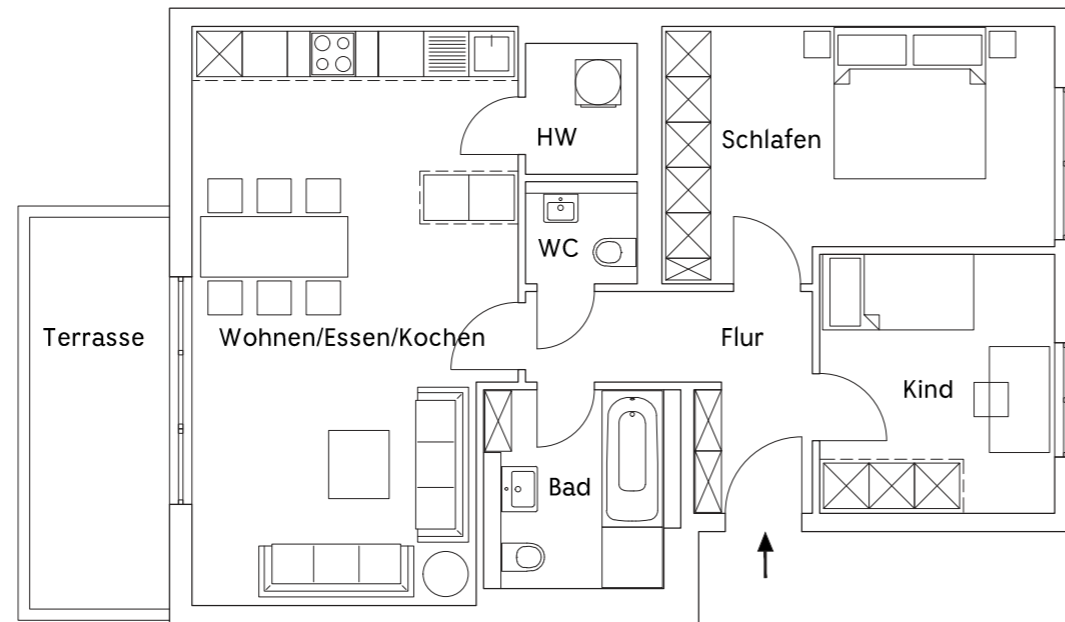 HW
Schlafen
WC
Terrasse
Wohnen/Essen/Kochen
Flur
Kind
Bad